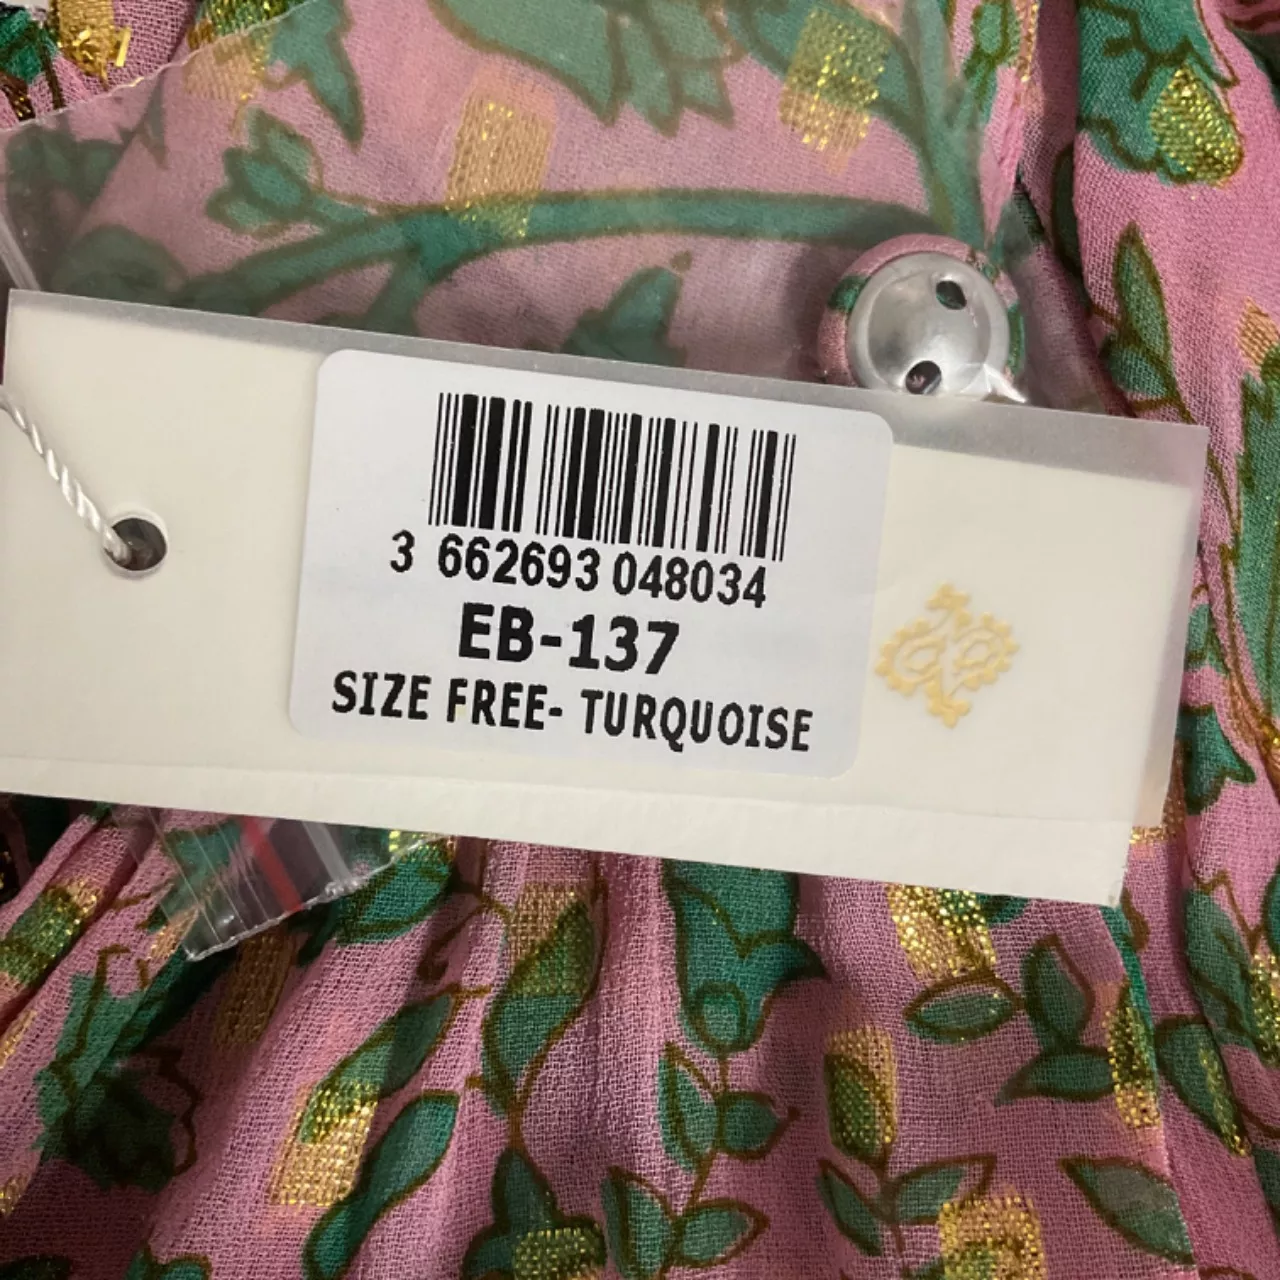 3 662693 048034
EB-137
SIZE FREE- TURQUOISE